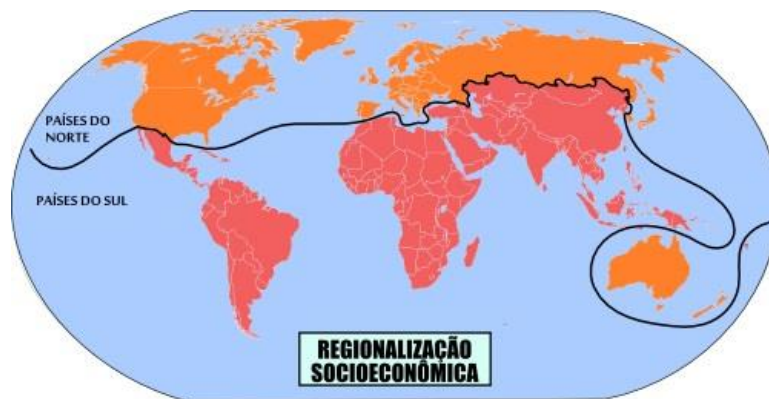 PAÍSES DO
NORTE
PAÍSES DO SUL
REGIONALIZAÇÃO
SOCIOECONÔMICA